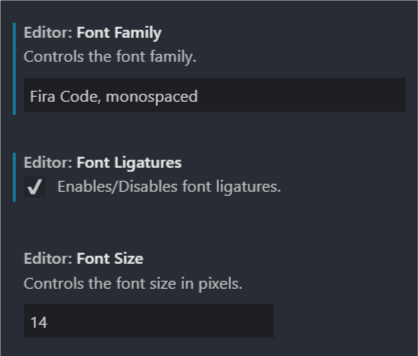 Editor: Font Family
Controls the font family.
Fira Code, monospaced
Editor: Font Ligatures
Enables/Disables font ligatures.
Editor: Font Size
Controls the font size in pixels.
14